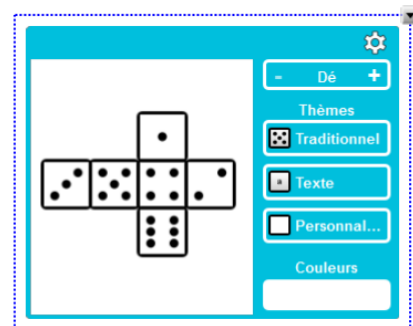 - Dé +
Thèmes
Traditionnel
Texte
Personnal...
Couleurs